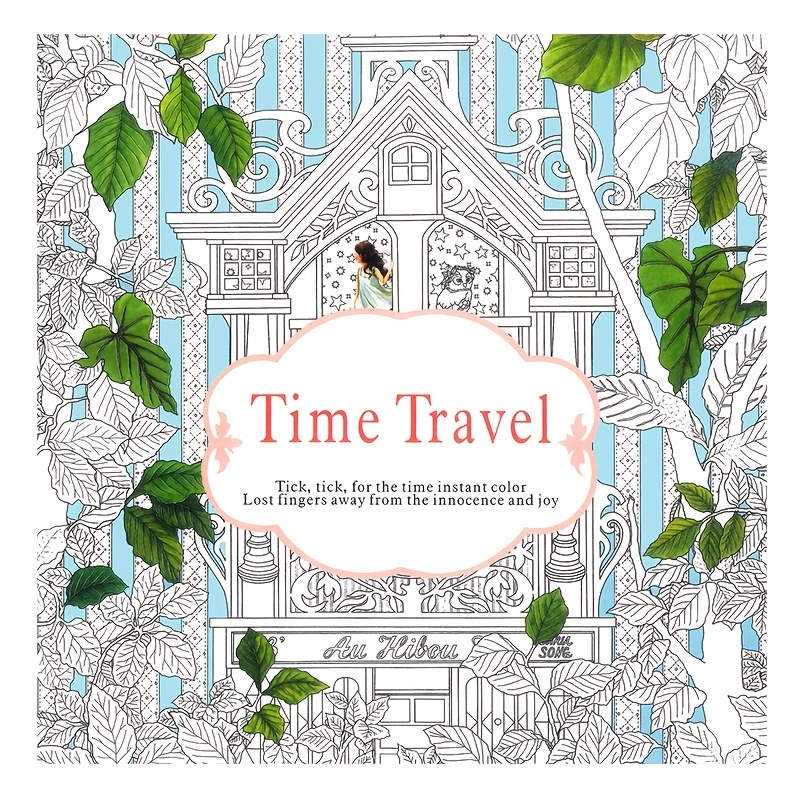 Time Travel
Tick, tick, for the time instant color
Lost fingers away from the innocence and joy
Au Hibou
SONG